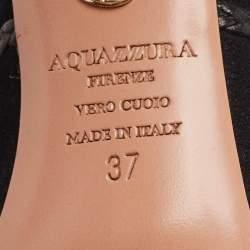 AQUAZZURA
FIRENZE
VERO CUOIO
MADE IN ITALY
37